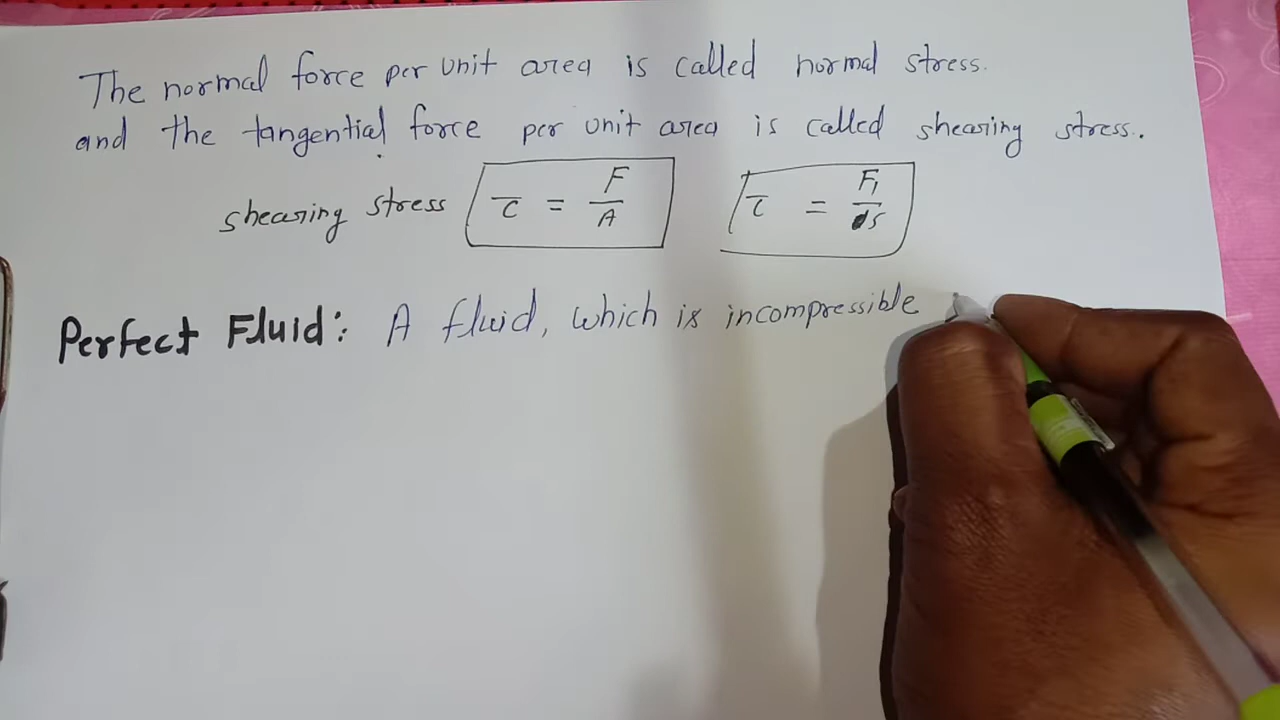 The normal force per unit area is called normal stress.
and the tangential force per unit area is called shearing stress..
shearing stress τ = F/A τ = F₁/ds
Perfect Fluid: A fluid, which is incompressible